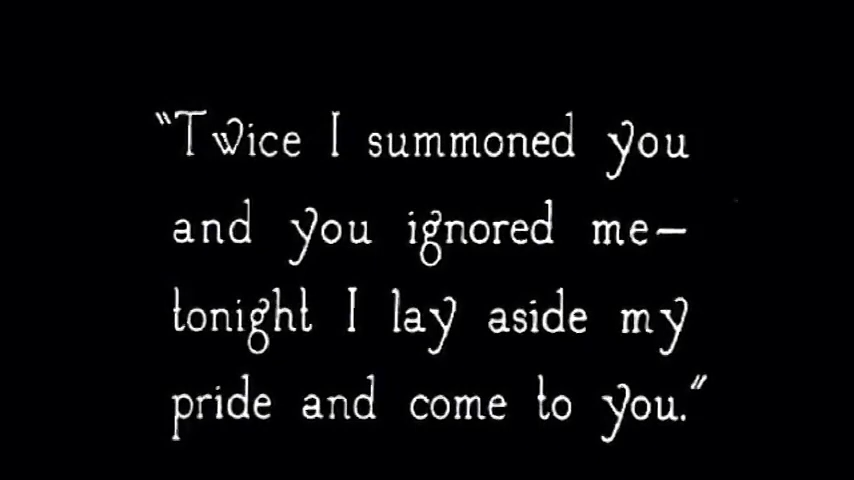 "Twice I summoned you
and you ignored me—
tonight I lay aside my
pride and come to you."